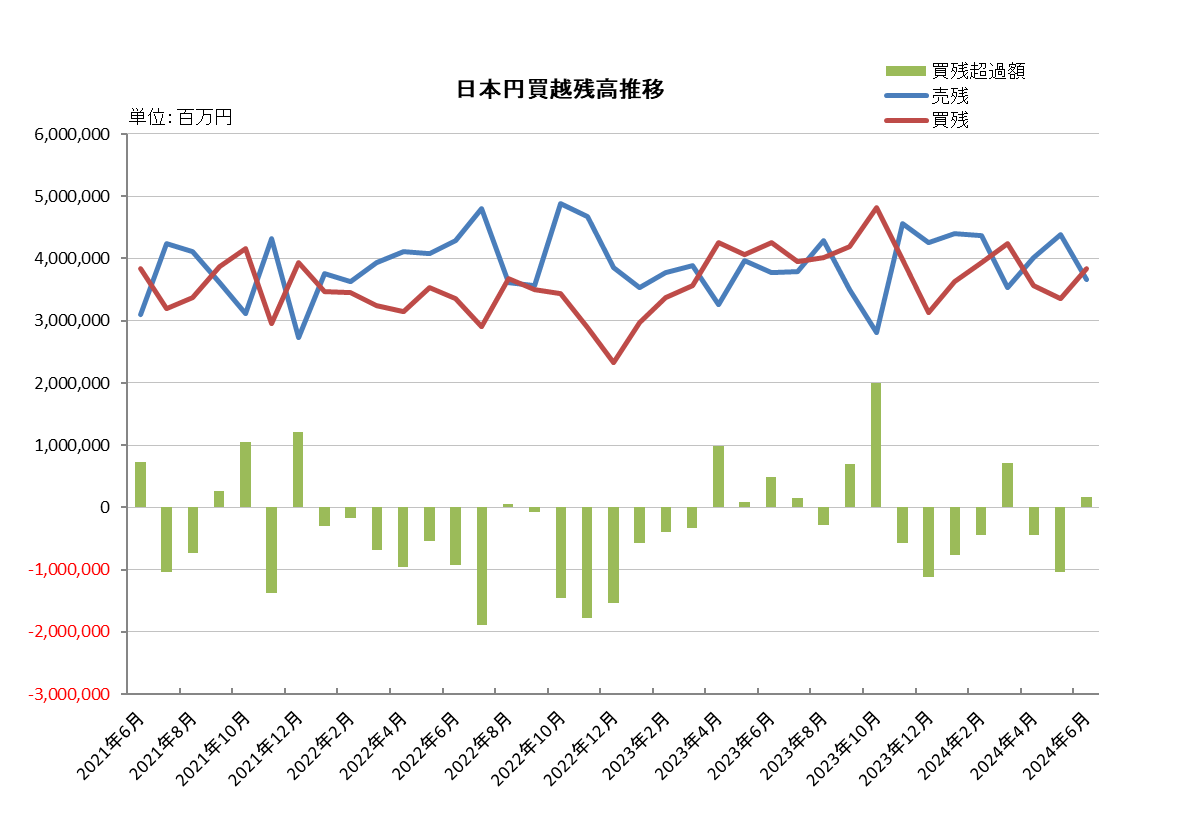 日本円買越残高推移
買残超過額
売残
買残
単位：百万円
6,000,000
5,000,000
4,000,000
3,000,000
2,000,000
1,000,000
0
-1,000,000
-2,000,000
-3,000,000
2021年6月
2021年8月
2021年10月
2021年12月
2022年2月
2022年4月
2022年6月
2022年8月
2022年10月
2022年12月
2023年2月
2023年4月
2023年6月
2023年8月
2023年10月
2023年12月
2024年2月
2024年4月
2024年6月